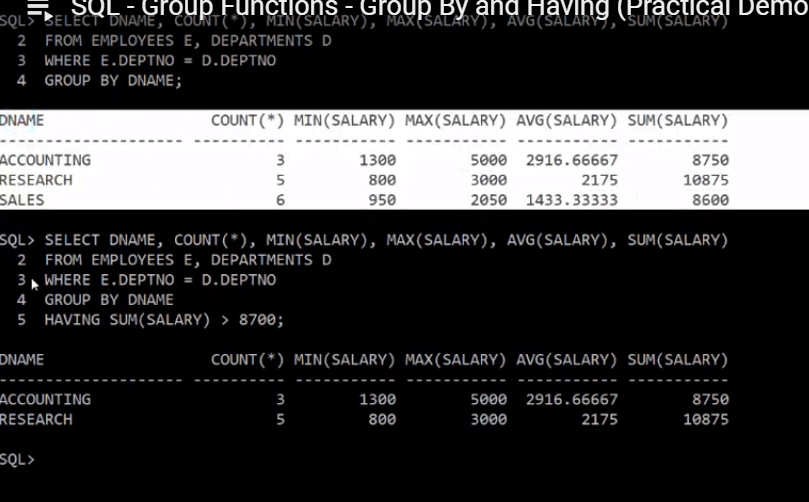 SQL - Group Functions - Group By and Having (Practical Demo
SQL> SELECT DNAME, COUNT(*), MIN(SALARY), MAX(SALARY), AVG(SALARY), SUM(SALARY)
2 FROM EMPLOYEES E, DEPARTMENTS D
3 WHERE E.DEPTNO = D.DEPTNO
4 GROUP BY DNAME;
DNAME COUNT(*) MIN(SALARY) MAX(SALARY) AVG(SALARY) SUM(SALARY)
-------------------- ---------- ----------- ----------- ----------- -----------
ACCOUNTING 3 1300 5000 2916.66667 8750
RESEARCH 5 800 3000 2175 10875
SALES 6 950 2050 1433.33333 8600
SQL> SELECT DNAME, COUNT(*), MIN(SALARY), MAX(SALARY), AVG(SALARY), SUM(SALARY)
2 FROM EMPLOYEES E, DEPARTMENTS D
3 WHERE E.DEPTNO = D.DEPTNO
4 GROUP BY DNAME
5 HAVING SUM(SALARY) > 8700;
DNAME COUNT(*) MIN(SALARY) MAX(SALARY) AVG(SALARY) SUM(SALARY)
-------------------- ---------- ----------- ----------- ----------- -----------
ACCOUNTING 3 1300 5000 2916.66667 8750
RESEARCH 5 800 3000 2175 10875
SQL>